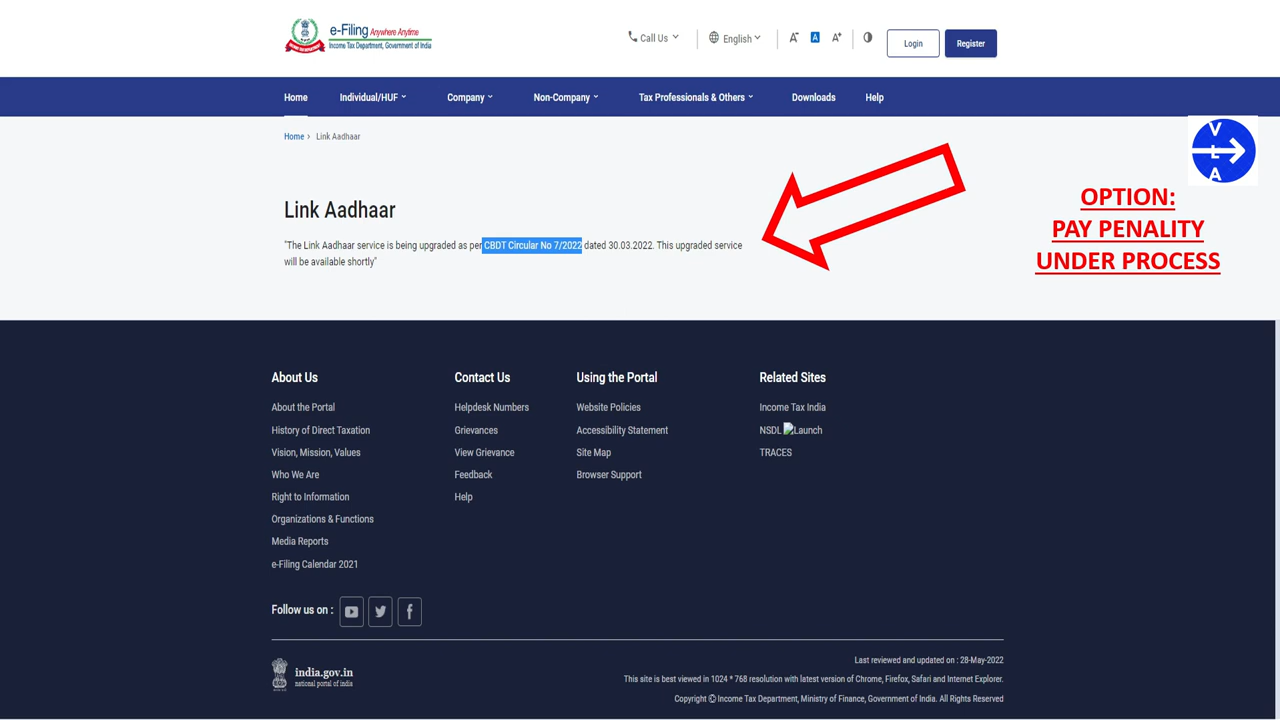 e-Filing Anywhere Anytime
Income Tax Department, Government of India
Call Us
English
A-
A
A+
Login
Register
Home
Individual/HUF
Company
Non-Company
Tax Professionals & Others
Downloads
Help
Home > Link Aadhaar
V
L
A
OPTION:
PAY PENALITY
UNDER PROCESS
Link Aadhaar
"The Link Aadhaar service is being upgraded as per CBDT Circular No 7/2022 dated 30.03.2022. This upgraded service
will be available shortly"
About Us
About the Portal
History of Direct Taxation
Vision, Mission, Values
Who We Are
Right to Information
Organizations & Functions
Media Reports
e-Filing Calendar 2021
Contact Us
Helpdesk Numbers
Grievances
View Grievance
Feedback
Help
Using the Portal
Website Policies
Accessibility Statement
Site Map
Browser Support
Related Sites
Income Tax India
NSDL Launch
TRACES
Follow us on :
india.gov.in
national portal of india
Last reviewed and updated on : 28-May-2022
This site is best viewed in 1024 * 768 resolution with latest version of Chrome, Firefox, Safari and Internet Explorer.
Copyright © Income Tax Department, Ministry of Finance, Government of India. All Rights Reserved